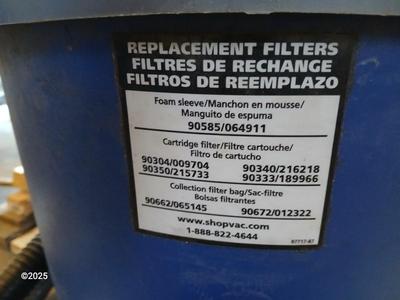 REPLACEMENT FILTERS
FILTRES DE RECHANGE
FILTROS DE REEMPLAZO
Foam sleeve/Manchon en mousse/
Manguito de espuma
90585/064911
Cartridge filter/Filtre cartouche/
Filtro de cartucho
90304/009704 90340/216218
90350/215733 90333/189966
Collection filter bag/Sac-filtre
Bolsas filtrantes
90662/065145 90672/012322
www.shopvac.com
1-888-822-4644
87717-87
©2025